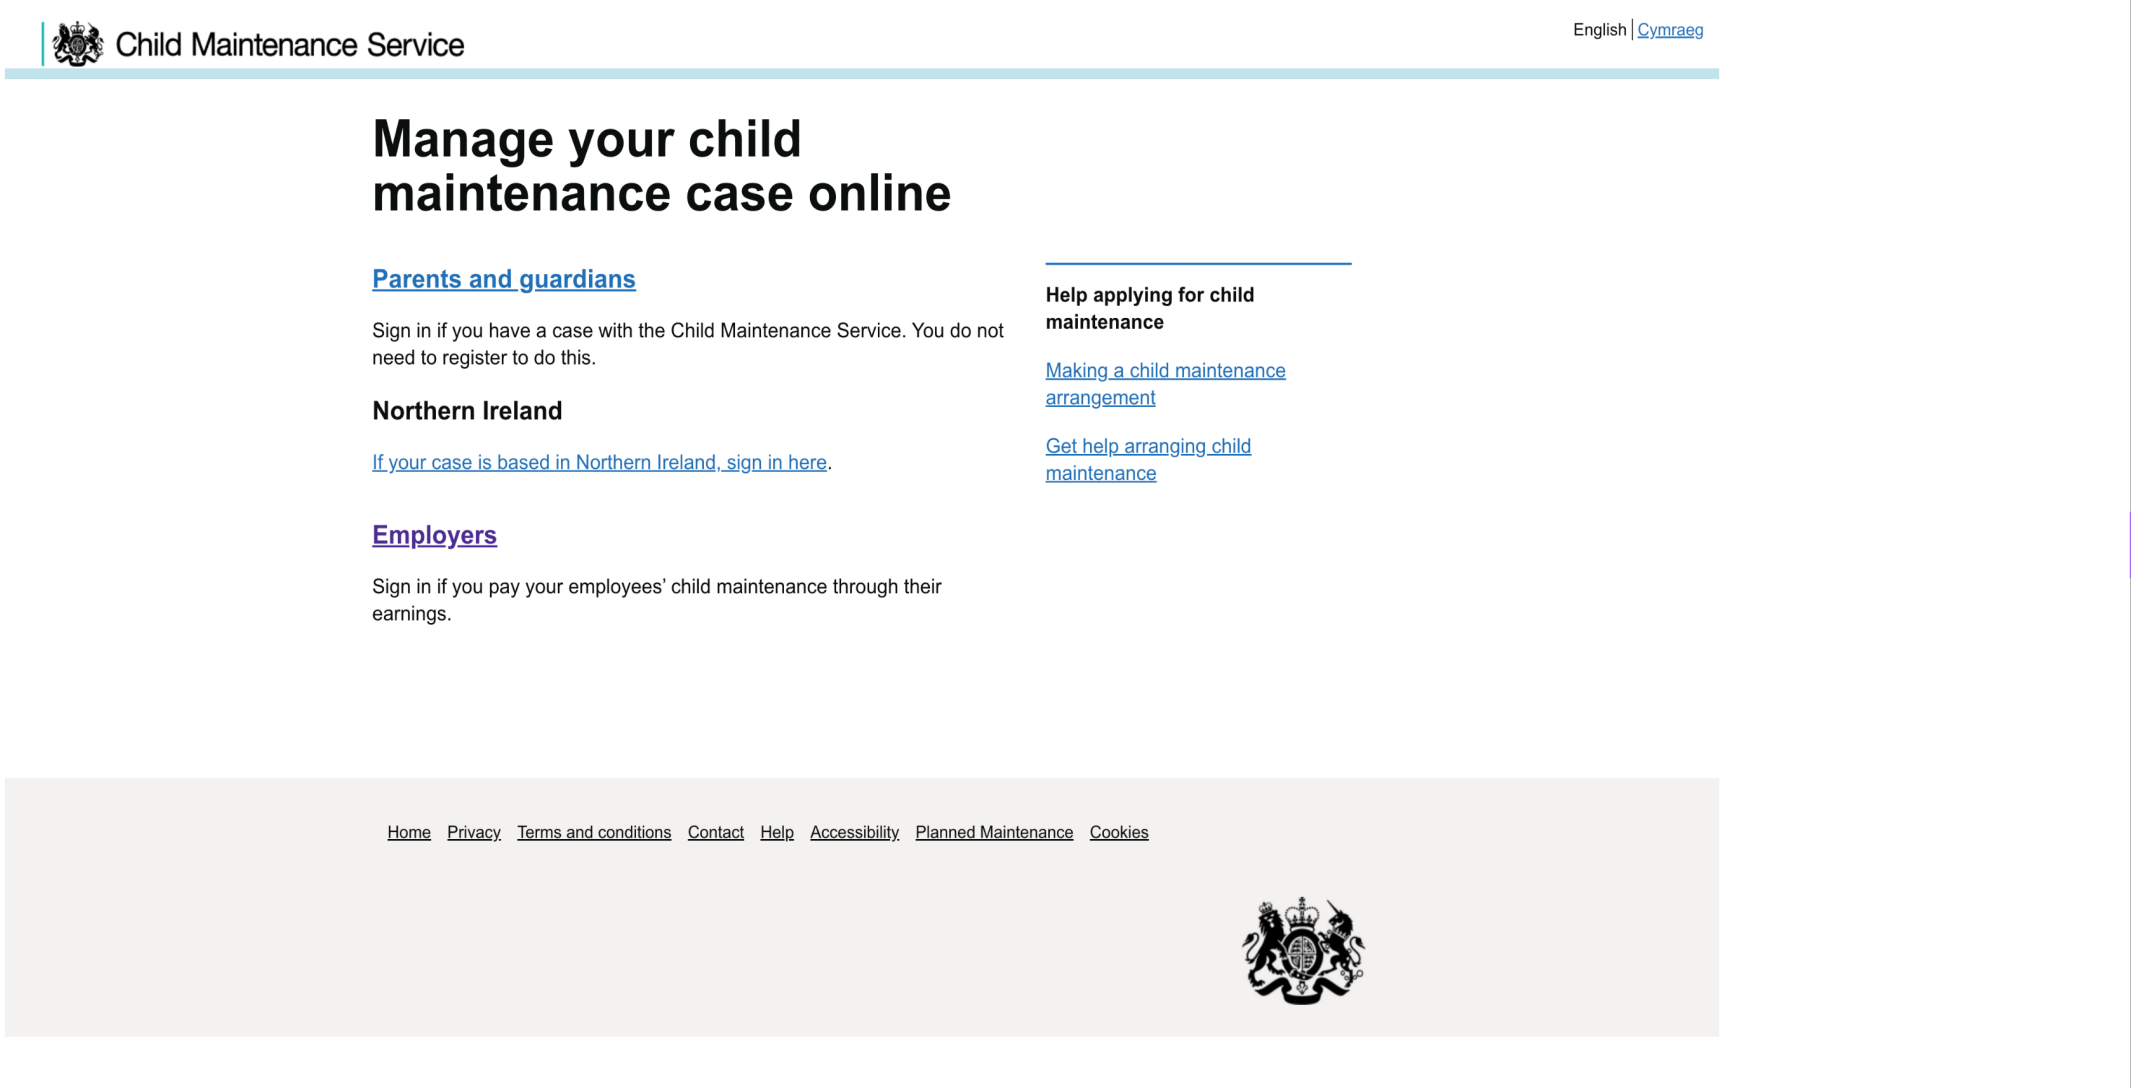 Child Maintenance Service
English | Cymraeg
Manage your child
maintenance case online
Parents and guardians
Sign in if you have a case with the Child Maintenance Service. You do not
need to register to do this.
Northern Ireland
If your case is based in Northern Ireland, sign in here.
Employers
Sign in if you pay your employees’ child maintenance through their
earnings.
Help applying for child
maintenance
Making a child maintenance
arrangement
Get help arranging child
maintenance
Home Privacy Terms and conditions Contact Help Accessibility Planned Maintenance Cookies